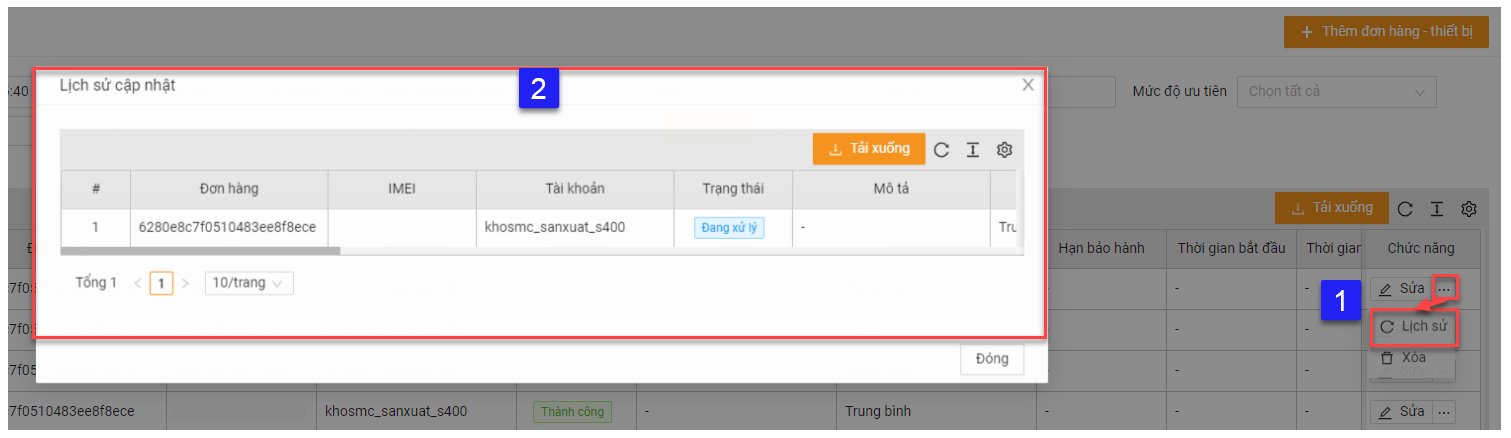 + Thêm đơn hàng - thiết bị
Lịch sử cập nhật
2
:40
Mức độ ưu tiên
Chọn tất cả
Tải xuống
# Đơn hàng IMEI Tài khoản Trạng thái Mô tả
1 6280e8c7f0510483ee8f8ece khosmc_sanxuat_s400 Đang xử lý -
Tổng 1 < 1 > 10/trang
Đóng
Tải xuống
Hạn bảo hành Thời gian bắt đầu Thời gian Chức năng
- - - Sửa ...
1
Lịch sử
- - -
Xóa
- - -
7f0510483ee8f8ece khosmc_sanxuat_s400 Thành công - Trung bình - - - Sửa ...